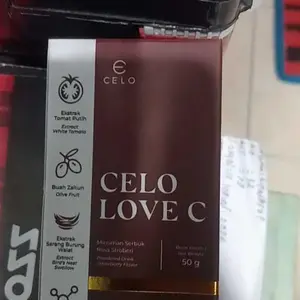 CELO
Ekstrak
Tomat Putih
Extract
White Tomato
Buah Zaitun
Olive Fruit
Ekstrak
Sarang Burung
Walet
Extract
Bird's Nest
Swallow
CELO
LOVE C
Minuman Serbuk
Rasa Stroberi
Powdered Drink
Strawberry Flavor
50 g